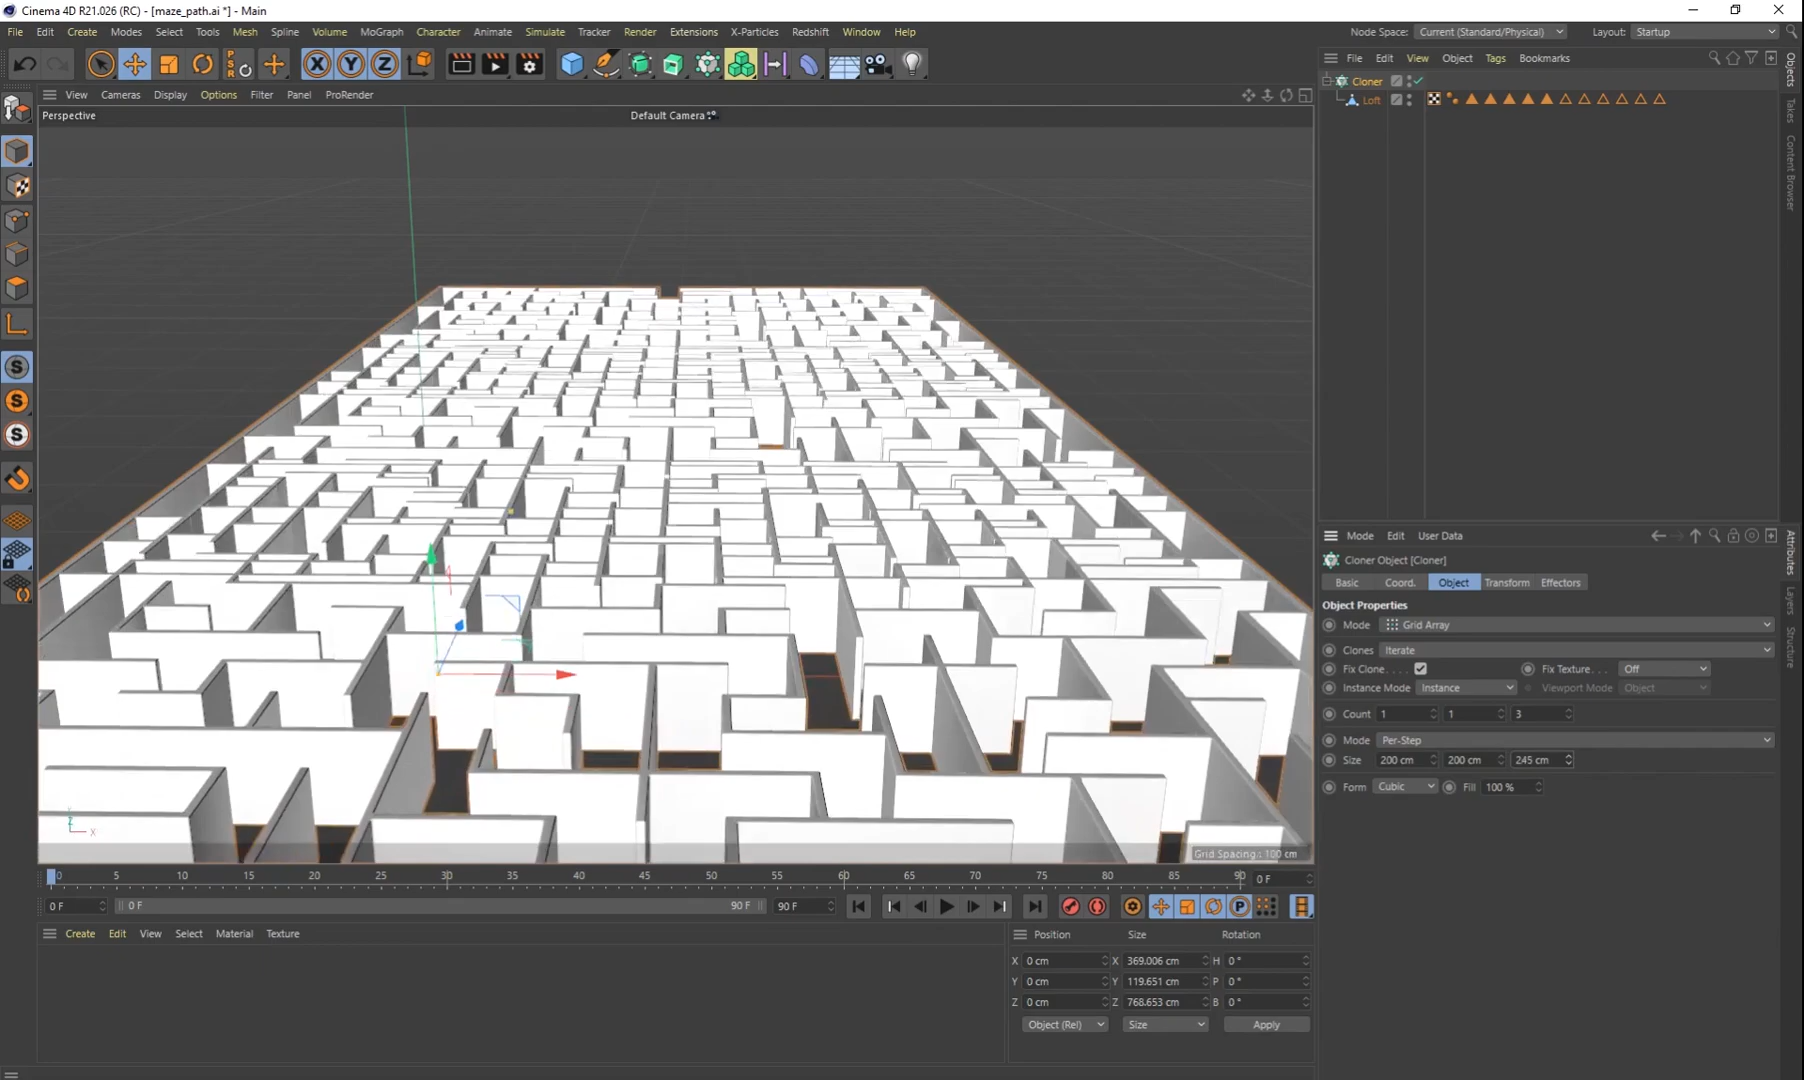 Cinema 4D R21.026 (RC) - [maze_path.ai *] - Main
File Edit Create Modes Select Tools Mesh Spline Volume MoGraph Character Animate Simulate Tracker Render Extensions X-Particles Redshift Window Help Node Space: Current (Standard/Physical) Layout: Startup
PSR X Y Z
File Edit View Object Tags Bookmarks
View Cameras Display Options Filter Panel ProRender
Perspective Default Camera
Cloner
Loft
Objects
Takes
Content Browser
S
S
S
Mode Edit User Data
Cloner Object [Cloner]
Basic Coord. Object Transform Effectors
Object Properties
Mode Grid Array
Clones Iterate
Fix Clone . . . . Fix Texture . . . . Off
Instance Mode Instance Viewport Mode Object
Count 1 1 3
Mode Per-Step
Size 200 cm 200 cm 245 cm
Form Cubic Fill 100 %
Attributes
Layers
Structure
Z X
Grid Spacing : 100 cm
0 5 10 15 20 25 30 35 40 45 50 55 60 65 70 75 80 85 90 0 F
0 F 0 F 90 F 90 F P
Create Edit View Select Material Texture
Position Size Rotation
X 0 cm X 369.006 cm H 0 °
Y 0 cm Y 119.651 cm P 0 °
Z 0 cm Z 768.653 cm B 0 °
Object (Rel) Size Apply